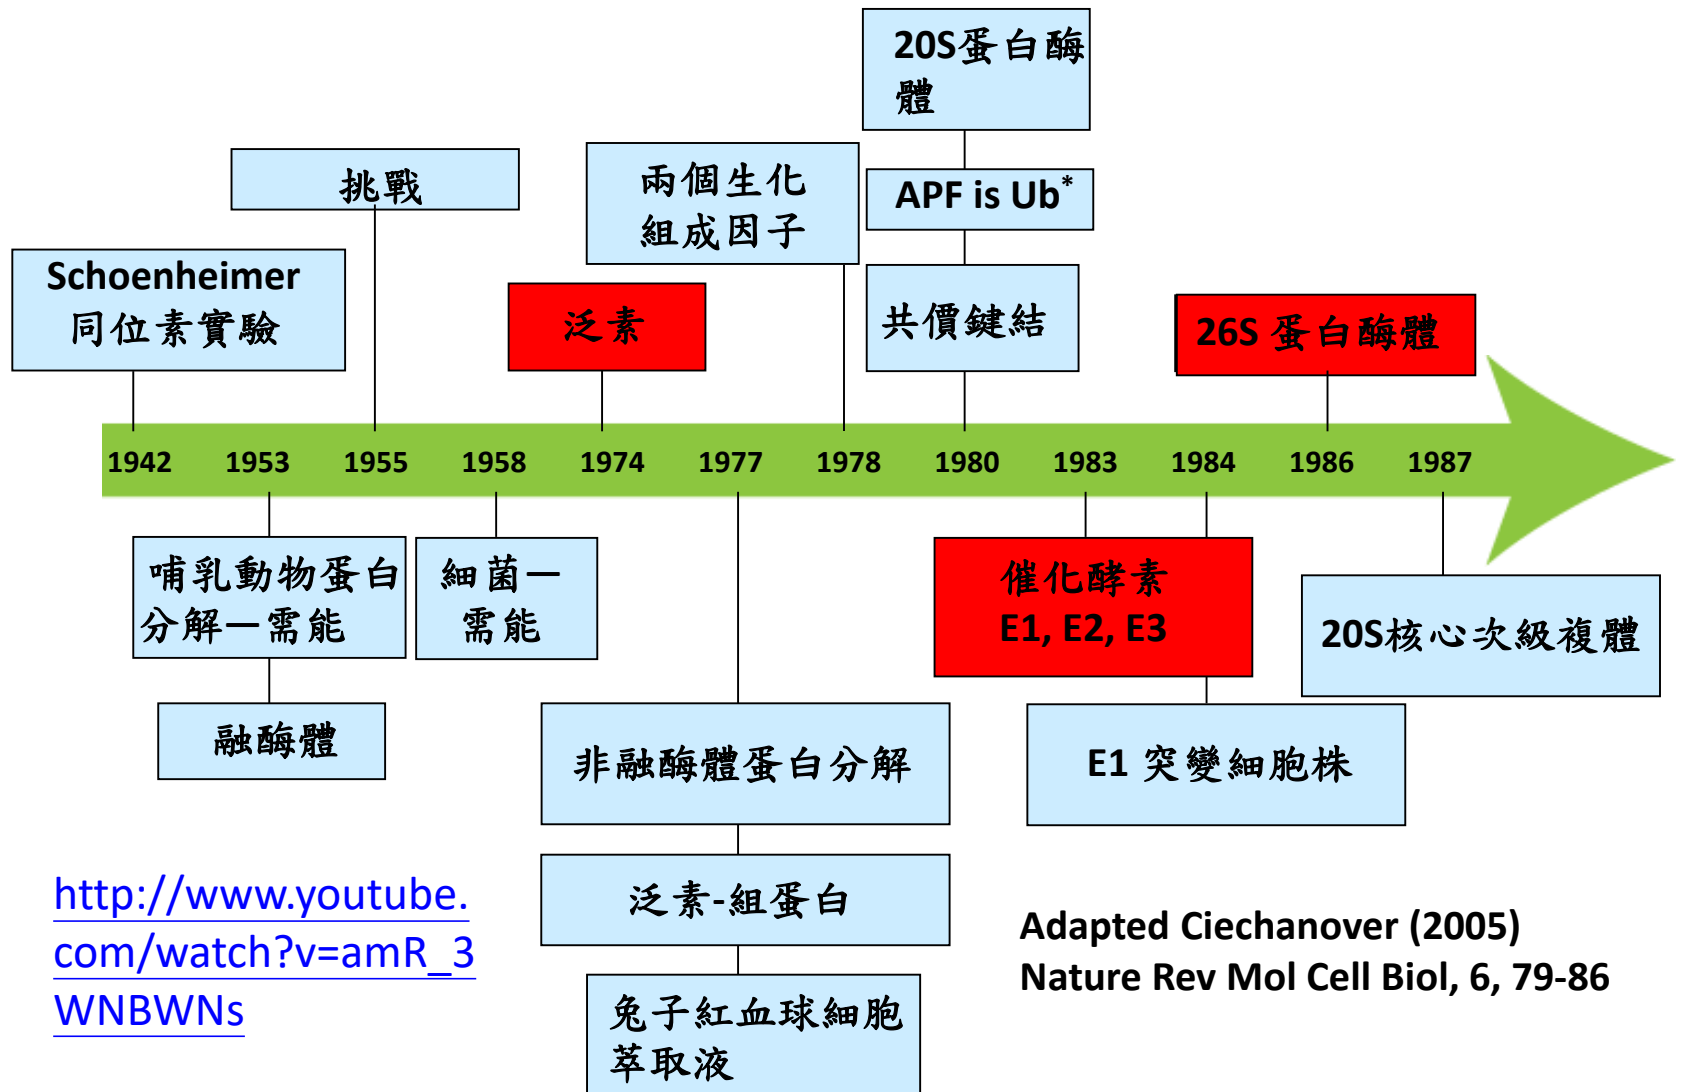 20S蛋白酶
體
挑戰
兩個生化
組成因子
APF is Ub*
Schoenheimer
同位素實驗
泛素
共價鍵結
26S 蛋白酶體
1942 1953 1955 1958 1974 1977 1978 1980 1983 1984 1986 1987
哺乳動物蛋白
分解—需能
細菌—
需能
催化酵素
E1, E2, E3
20S核心次級複體
融酶體
非融酶體蛋白分解
E1 突變細胞株
泛素-組蛋白
兔子紅血球細胞
萃取液
http://www.youtube.
com/watch?v=amR_3
WNBWNs
Adapted Ciechanover (2005)
Nature Rev Mol Cell Biol, 6, 79-86